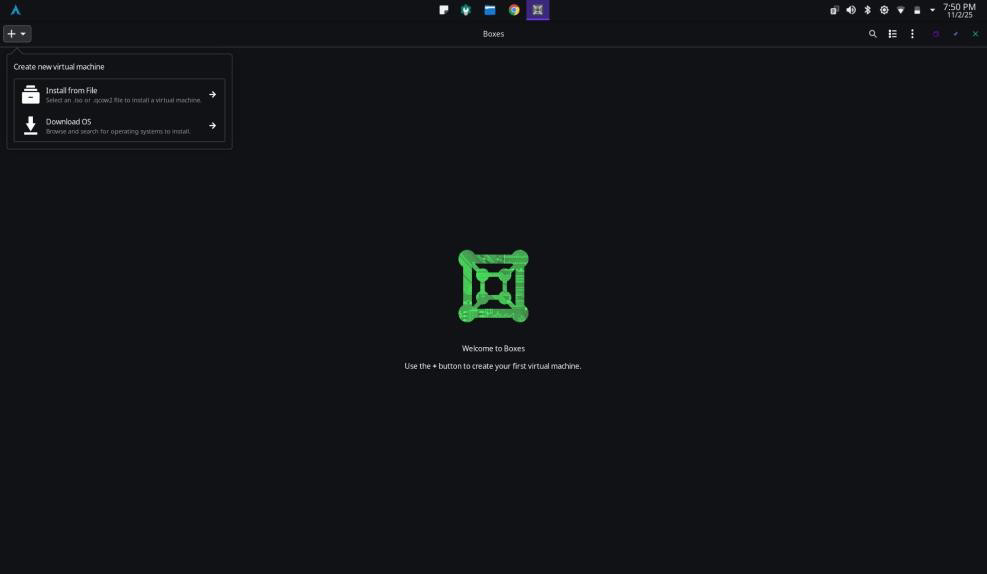 7:50 PM
11/2/25
Boxes
Create new virtual machine
Install from File
Select an .iso or .qcow2 file to install a virtual machine.
Download OS
Browse and search for operating systems to install.
Welcome to Boxes
Use the + button to create your first virtual machine.